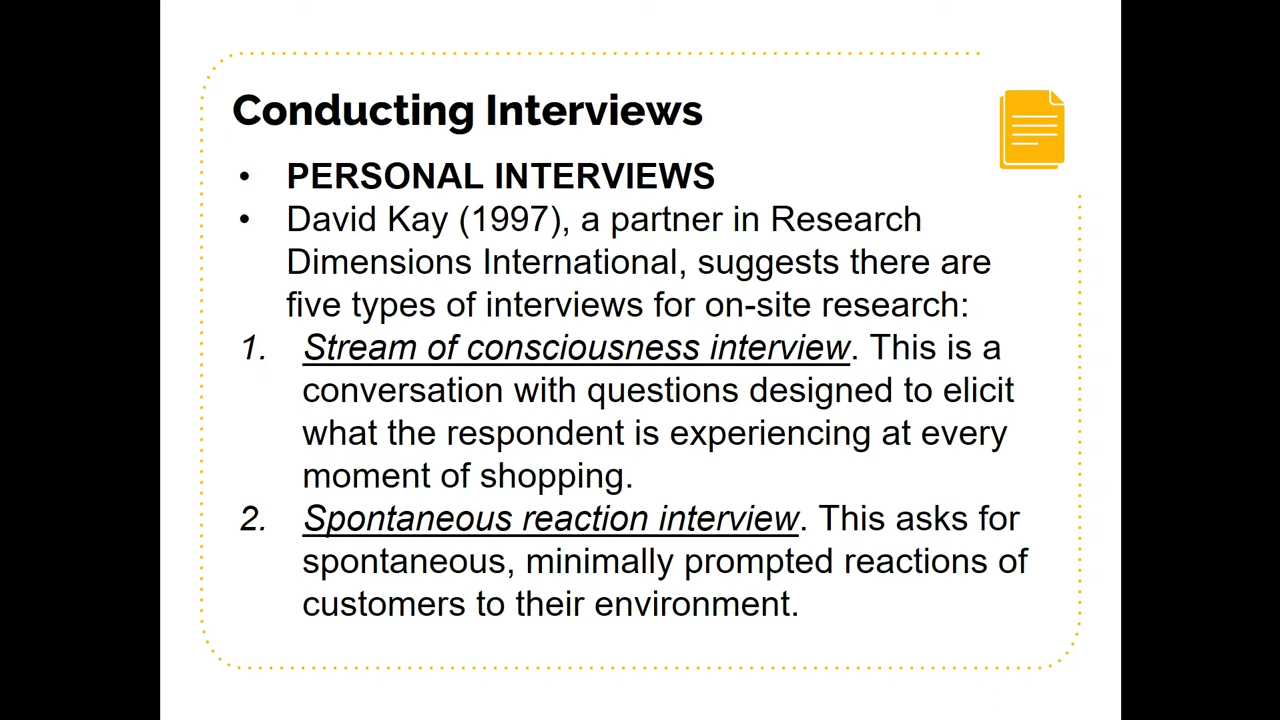 Conducting Interviews
• PERSONAL INTERVIEWS
• David Kay (1997), a partner in Research
Dimensions International, suggests there are
five types of interviews for on-site research:
1. Stream of consciousness interview. This is a
conversation with questions designed to elicit
what the respondent is experiencing at every
moment of shopping.
2. Spontaneous reaction interview. This asks for
spontaneous, minimally prompted reactions of
customers to their environment.